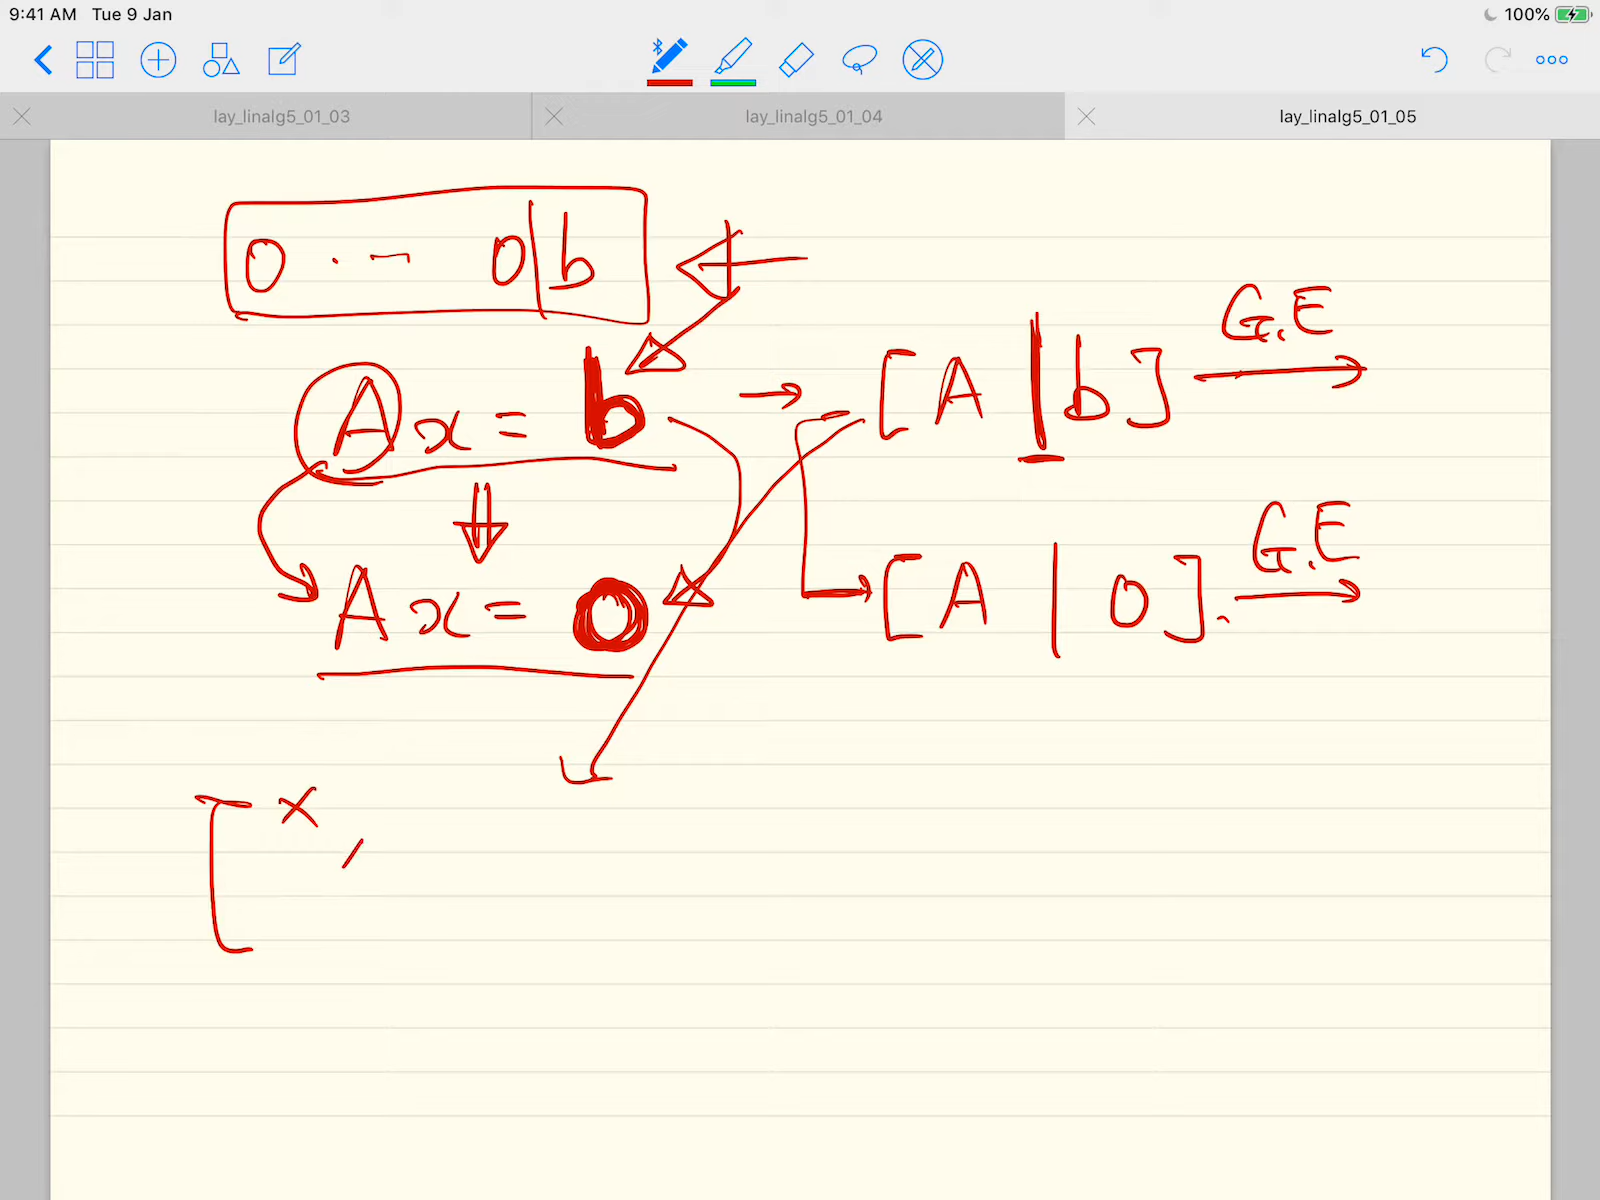 9:41 AM Tue 9 Jan 100%
lay_linalg5_01_03 lay_linalg5_01_04 lay_linalg5_01_05
0 ... 0 | b
Ax = b → [A | b] G.E →
Ax = 0 [A | 0]. G.E →
[ x